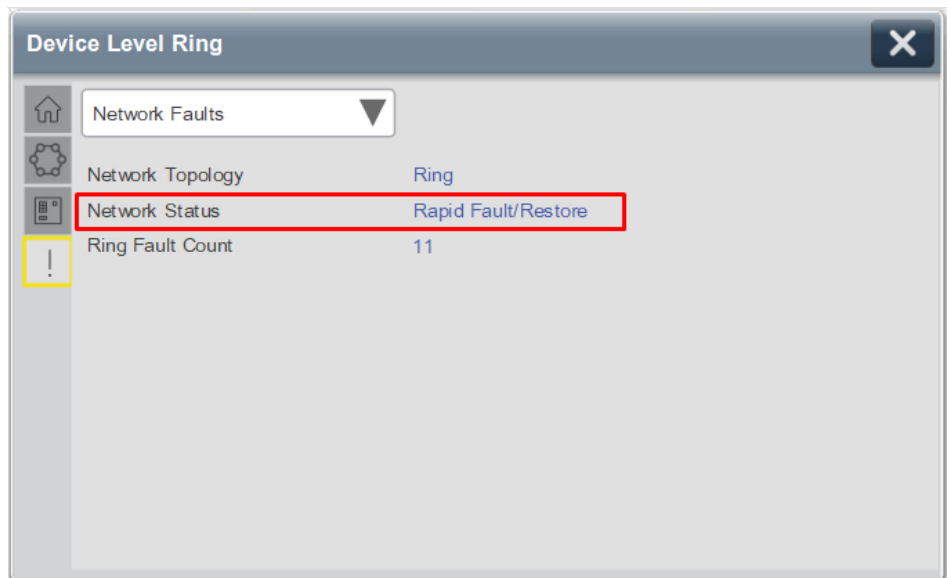 Device Level Ring
Network Faults
Network Topology Ring
Network Status Rapid Fault/Restore
Ring Fault Count 11